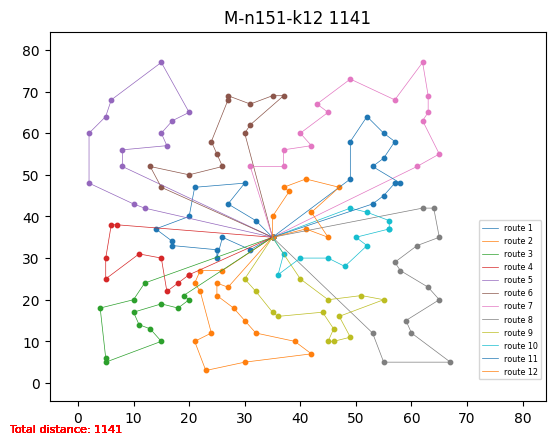 M-n151-k12 1141
80
70
60
50
40
30
20
10
0
route 1
route 2
route 3
route 4
route 5
route 6
route 7
route 8
route 9
route 10
route 11
route 12
0 10 20 30 40 50 60 70 80
Total distance: 1141